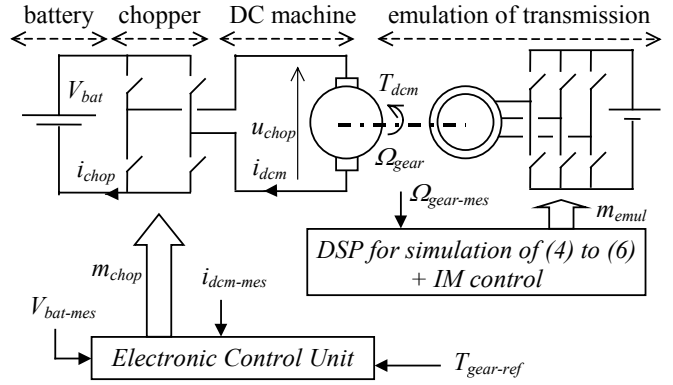 battery chopper DC machine emulation of transmission
V_bat
T_dcm
u_chop
Ω_gear
i_chop
i_dcm
Ω_gear-mes
m_emul
DSP for simulation of (4) to (6)
+ IM control
m_chop
i_dcm-mes
V_bat-mes
Electronic Control Unit
T_gear-ref